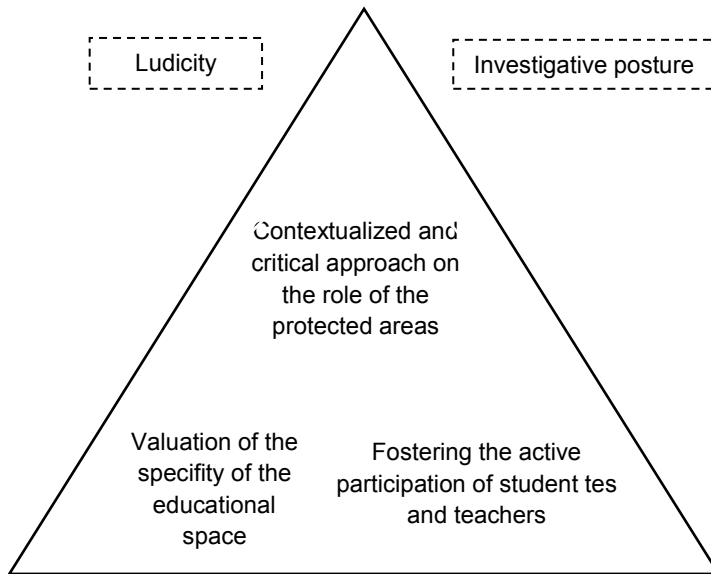 Ludicity
Investigative posture
Contextualized and
critical approach on
the role of the
protected areas
Valuation of the
specifity of the
educational
space
Fostering the active
participation of student tes
and teachers